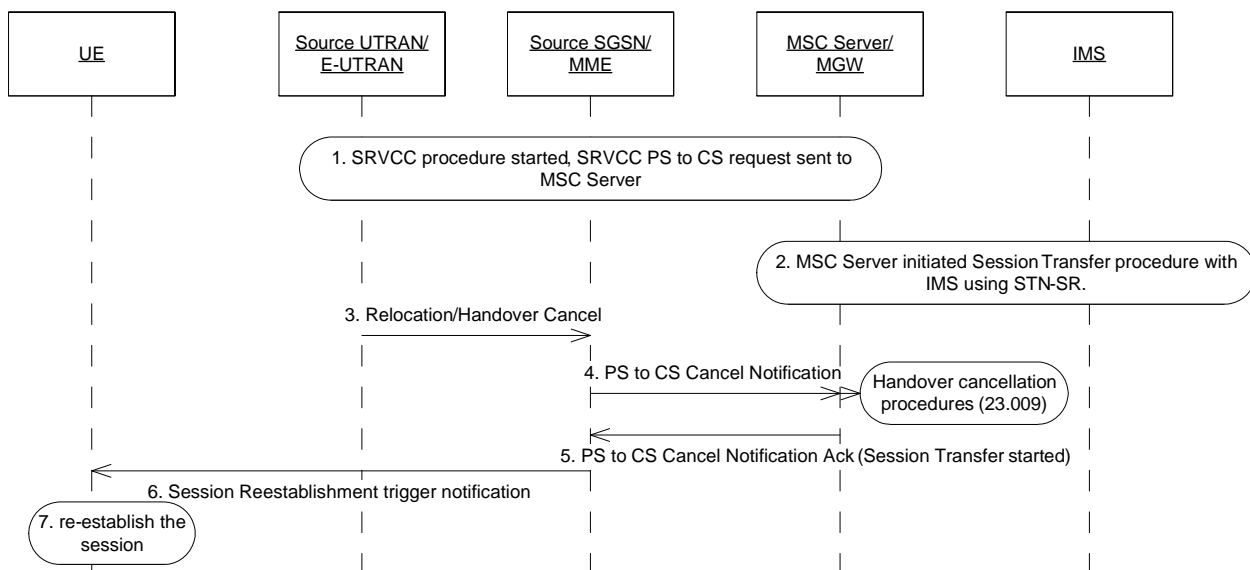 UE
Source UTRAN/
E-UTRAN
Source SGSN/
MME
MSC Server/
MGW
IMS
1. SRVCC procedure started, SRVCC PS to CS request sent to
MSC Server
2. MSC Server initiated Session Transfer procedure with
IMS using STN-SR.
3. Relocation/Handover Cancel
4. PS to CS Cancel Notification
Handover cancellation
procedures (23.009)
5. PS to CS Cancel Notification Ack (Session Transfer started)
6. Session Reestablishment trigger notification
7. re-establish the
session